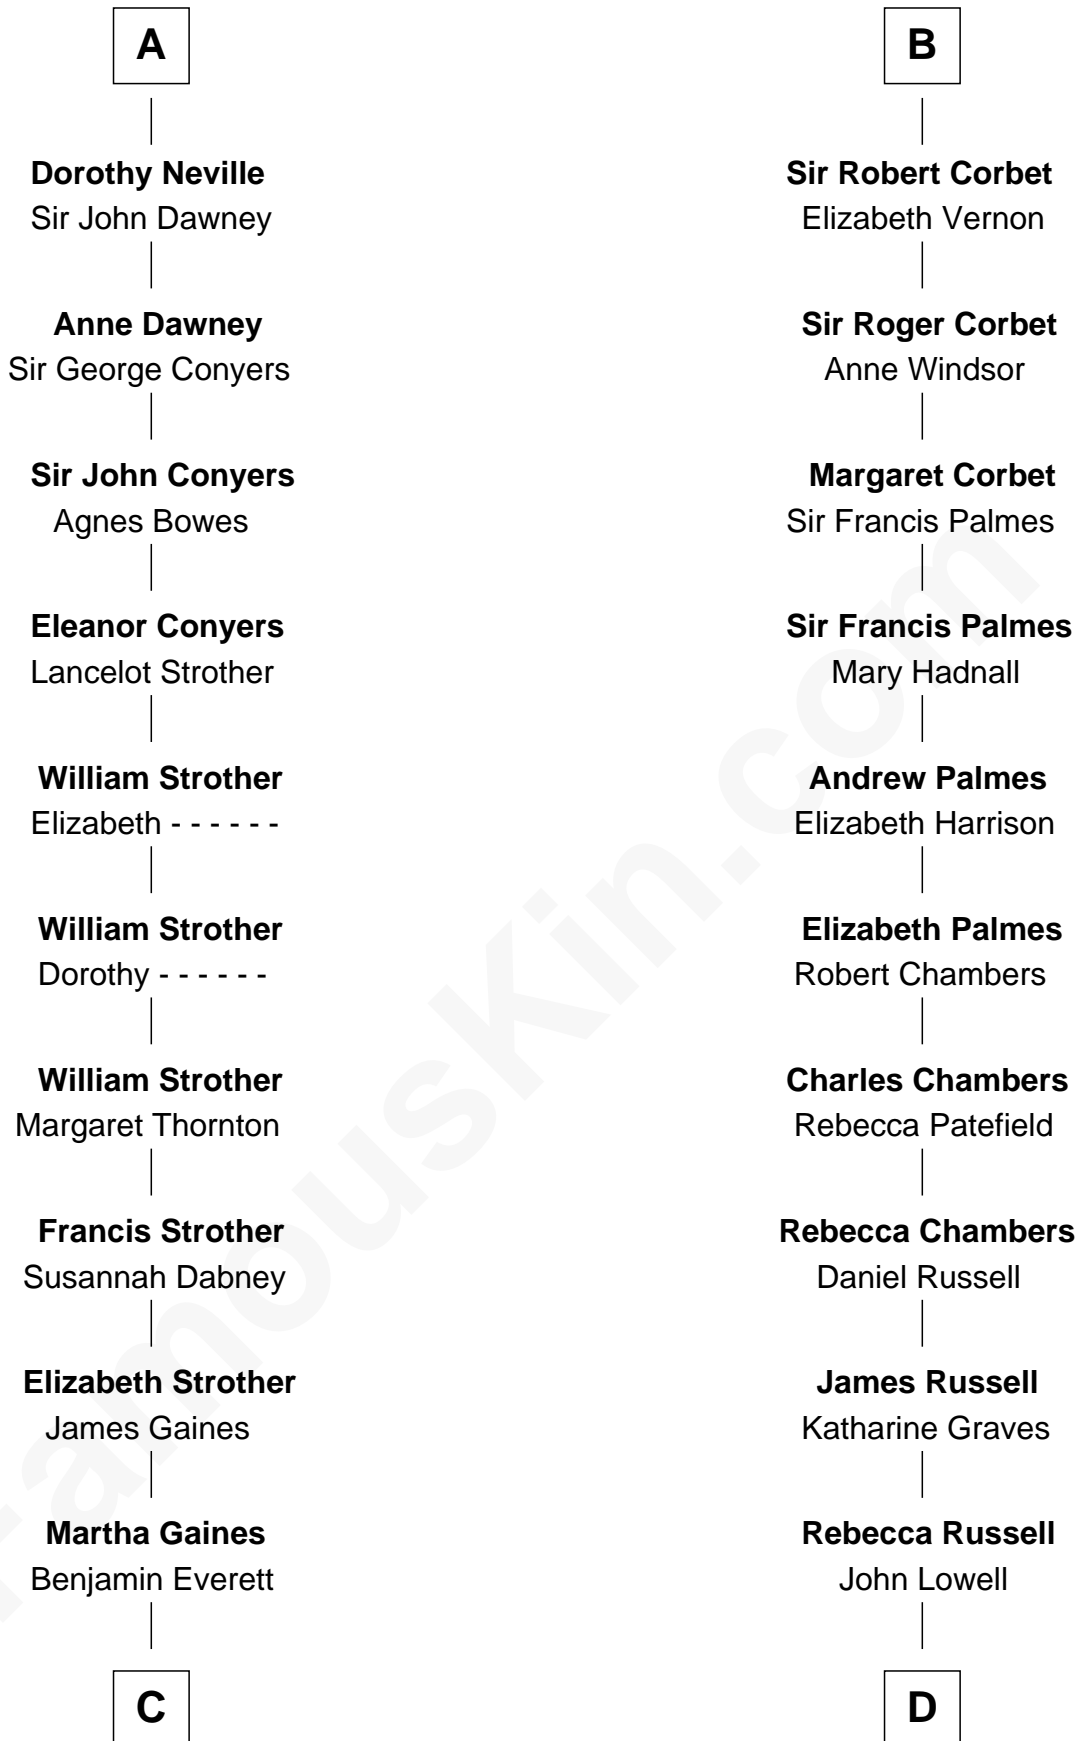 A
Dorothy Neville
Sir John Dawney
Anne Dawney
Sir George Conyers
Sir John Conyers
Agnes Bowes
Eleanor Conyers
Lancelot Strother
William Strother
Elizabeth - - - - - -
William Strother
Dorothy - - - - - -
William Strother
Margaret Thornton
Francis Strother
Susannah Dabney
Elizabeth Strother
James Gaines
Martha Gaines
Benjamin Everett
C
B
Sir Robert Corbet
Elizabeth Vernon
Sir Roger Corbet
Anne Windsor
Margaret Corbet
Sir Francis Palmes
Sir Francis Palmes
Mary Hadnall
Andrew Palmes
Elizabeth Harrison
Elizabeth Palmes
Robert Chambers
Charles Chambers
Rebecca Patefield
Rebecca Chambers
Daniel Russell
James Russell
Katharine Graves
Rebecca Russell
John Lowell
D
FamousKin.com